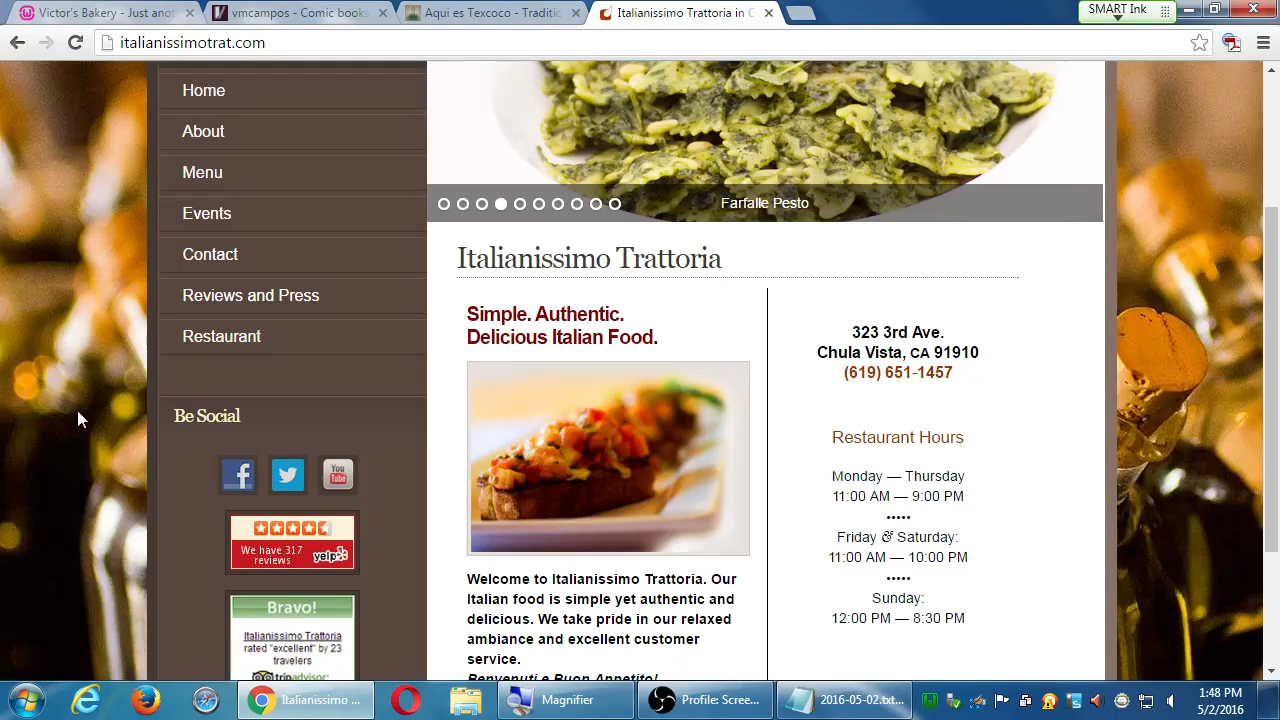 Victor's Bakery - Just ano
vmcampos - Comic books
Aqui es Texcoco - Traditio
Italianissimo Trattoria in C
SMART Ink
italianissimotrat.com
Home
About
Menu
Events
Contact
Reviews and Press
Restaurant
Be Social
You
Tube
We have 317
reviews
yelp
Bravo!
Italianissimo Trattoria
rated "excellent" by 23
travelers
tripadvisor
Farfalle Pesto
Italianissimo Trattoria
Simple. Authentic.
Delicious Italian Food.
Welcome to Italianissimo Trattoria. Our
Italian food is simple yet authentic and
delicious. We take pride in our relaxed
ambiance and excellent customer
service.
Benvenuti e Buon Appetito!
323 3rd Ave.
Chula Vista, CA 91910
(619) 651-1457
Restaurant Hours
Monday — Thursday
11:00 AM — 9:00 PM
•••••
Friday & Saturday:
11:00 AM — 10:00 PM
•••••
Sunday:
12:00 PM — 8:30 PM
Italianissimo ...
Magnifier
Profile: Scree...
2016-05-02.txt...
1:48 PM
5/2/2016